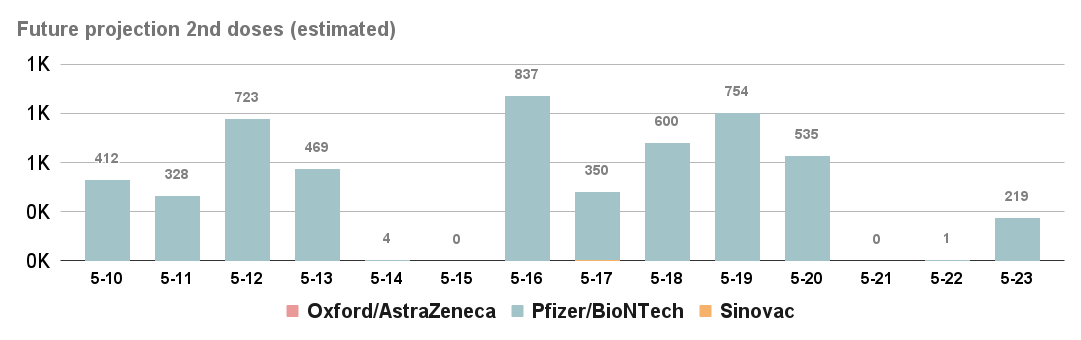 Future projection 2nd doses (estimated)
1K
837
754
723
1K
600
535
469
412
1K
328
350
219
0K
4
0
0
1
0K
5-10 5-11 5-12 5-13 5-14 5-15 5-16 5-17 5-18 5-19 5-20 5-21 5-22 5-23
Oxford/AstraZeneca Pfizer/BioNTech Sinovac